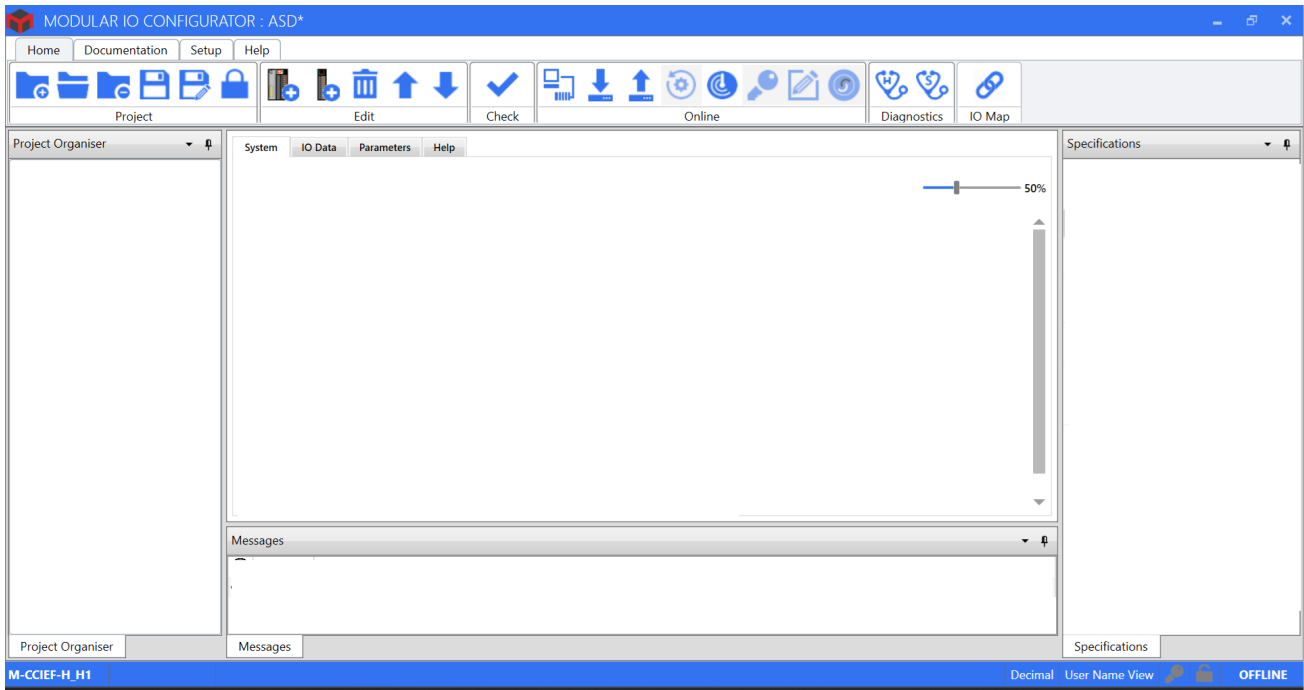 MODULAR IO CONFIGURATOR : ASD*
Home Documentation Setup Help
Project Edit Check Online Diagnostics IO Map
Project Organiser
System IO Data Parameters Help
Specifications
50%
Messages
Project Organiser
Messages
Specifications
M-CCIEF-H_H1 Decimal User Name View OFFLINE